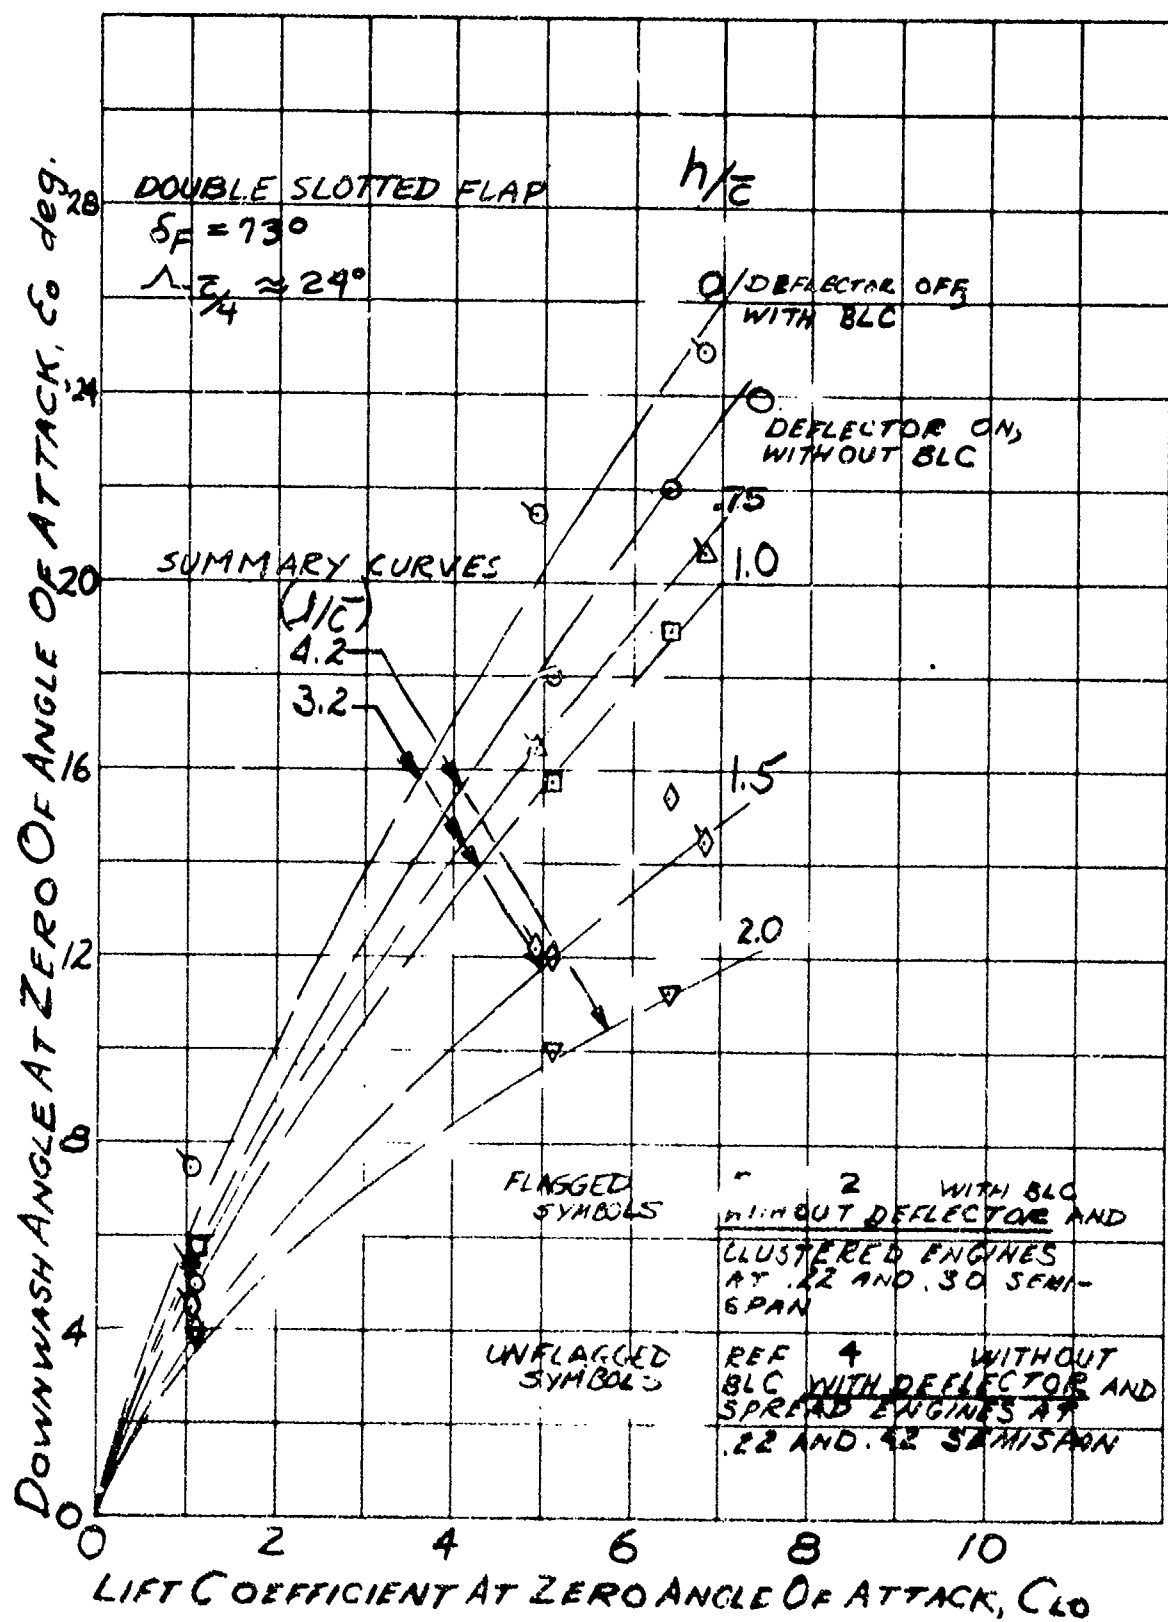 DOWNWASH ANGLE AT ZERO OF ANGLE OF ATTACK, ε₀ deg.
28
24
20
16
12
8
4
0
DOUBLE SLOTTED FLAP
δF = 73°
Λ c̄/4 ≈ 24°
h/c̄
0/DEFLECTOR OFF,
WITH BLC
0
DEFLECTOR ON,
WITHOUT BLC
.75
1.0
1.5
2.0
SUMMARY CURVES
(l/c̄)
4.2
3.2
FLAGGED
SYMBOLS
2 WITH BLC
WITHOUT DEFLECTOR AND
CLUSTERED ENGINES
AT .22 AND .30 SEMI-
SPAN
UNFLAGGED
SYMBOLS
REF 4 WITHOUT
BLC WITH DEFLECTOR AND
SPREAD ENGINES AT
.22 AND .42 SEMISPAN
0 2 4 6 8 10
LIFT COEFFICIENT AT ZERO ANGLE OF ATTACK, CL0